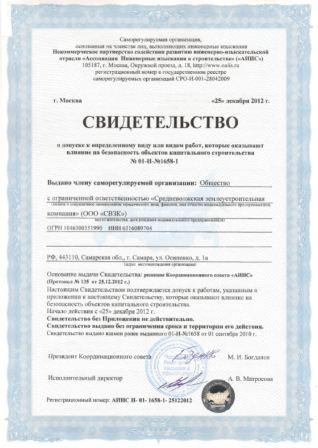 Саморегулируемая организация,
основанная на членстве лиц, выполняющих инженерные изыскания
Некоммерческое партнерство содействия развитию инженерно-изыскательской
отрасли «Ассоциация Инженерные изыскания в строительстве» («АИИС»)
105187, г. Москва, Окружной проезд, д. 18, http://www.oaiis.ru
регистрационный номер в государственном реестре
саморегулируемых организаций СРО-И-001-28042009
г. Москва «25» декабря 2012 г.
СВИДЕТЕЛЬСТВО
о допуске к определенному виду или видам работ, которые оказывают
влияние на безопасность объектов капитального строительства
№ 01-И-№1658-1
Выдано члену саморегулируемой организации: Общество
с ограниченной ответственностью «Средневолжская землеустроительная
компания» (ООО «СВЗК»)
ОГРН 1046300551990 ИНН 6316089704
РФ, 443110, Самарская обл., г. Самара, ул. Осипенко, д. 1а
Основание выдачи Свидетельства: решение Координационного совета «АИИС»
(Протокол № 135 от 25.12.2012 г.)
Настоящим Свидетельством подтверждается допуск к работам, указанным в
приложении к настоящему Свидетельству, которые оказывают влияние на
безопасность объектов капитального строительства.
Начало действия с «25» декабря 2012 г.
Свидетельство без Приложения не действительно.
Свидетельство выдано без ограничения срока и территории его действия.
Свидетельство выдано взамен ранее выданного 01-И-№1658 от 01 сентября 2010 г.
Президент Координационного совета М. И. Богданов
Исполнительный директор А. В. Матросова
Регистрационный номер: АИИС И- 01- 1658-1- 25122012